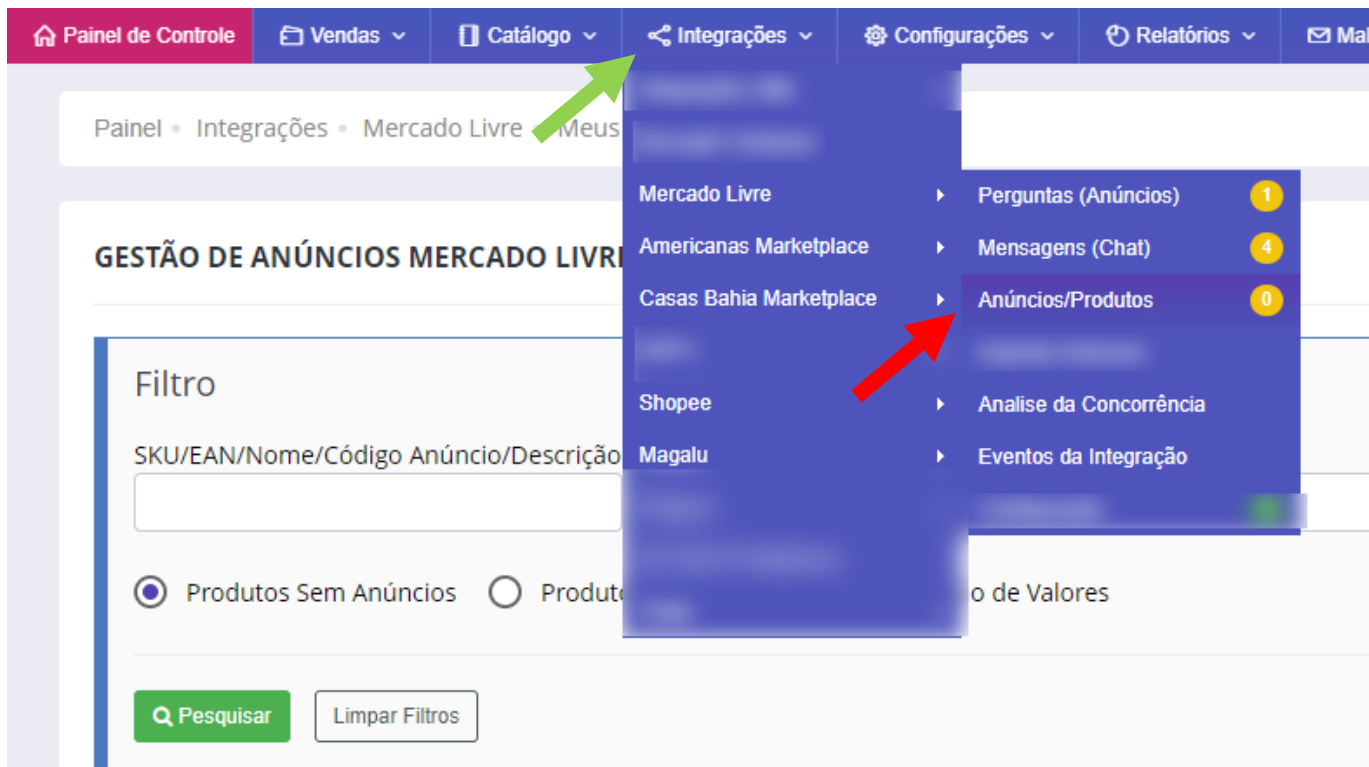 Painel de Controle Vendas Catálogo Integrações Configurações Relatórios
Painel Integrações Mercado Livre Meus
GESTÃO DE ANÚNCIOS MERCADO LIVRE
Filtro
SKU/EAN/Nome/Código Anúncio/Descrição
Produtos Sem Anúncios
o de Valores
Pesquisar Limpar Filtros
Mercado Livre
Americanas Marketplace
Casas Bahia Marketplace
Shopee
Magalu
Perguntas (Anúncios) 1
Mensagens (Chat) 4
Anúncios/Produtos 0
Analise da Concorrência
Eventos da Integração